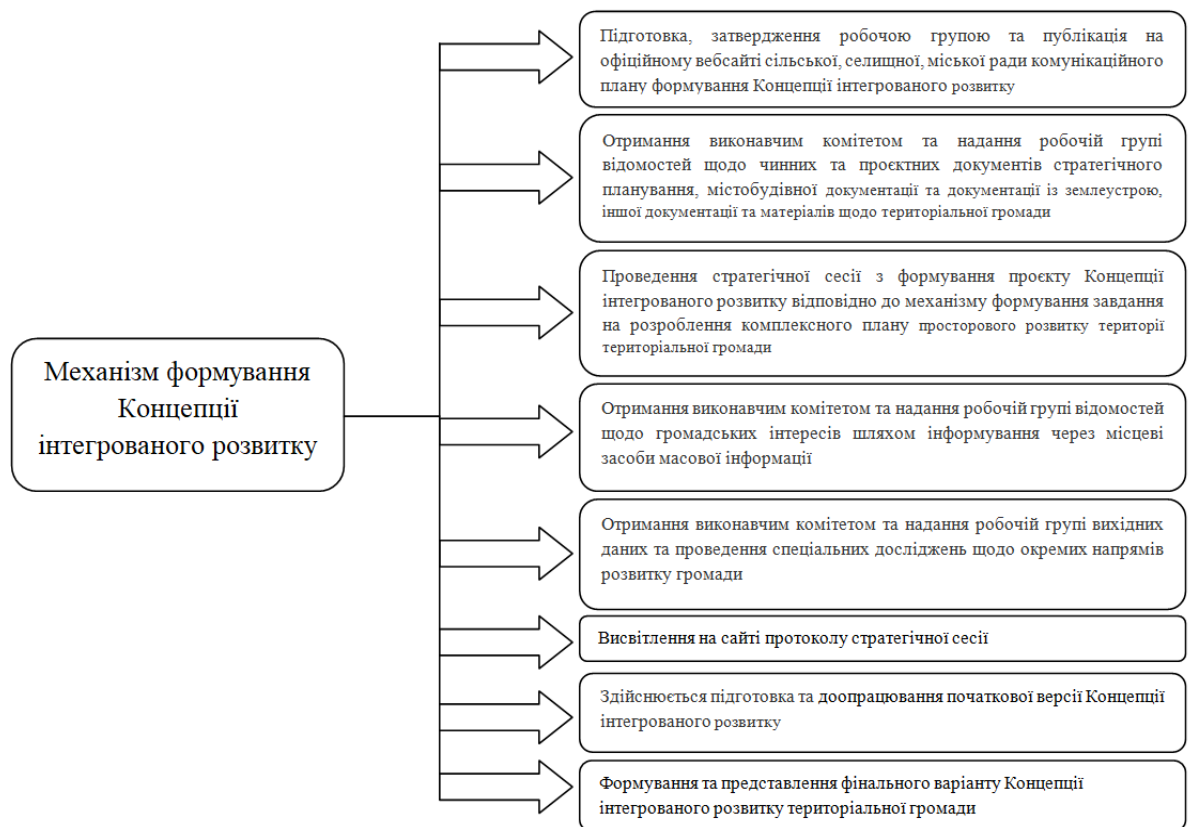 Механізм формування
Концепції
інтегрованого розвитку
Підготовка, затвердження робочою групою та публікація на
офіційному вебсайті сільської, селищної, міської ради комунікаційного
плану формування Концепції інтегрованого розвитку
Отримання виконавчим комітетом та надання робочій групі
відомостей щодо чинних та проєктних документів стратегічного
планування, містобудівної документації та документації із землеустрою,
іншої документації та матеріалів щодо територіальної громади
Проведення стратегічної сесії з формування проєкту Концепції
інтегрованого розвитку відповідно до механізму формування завдання
на розроблення комплексного плану просторового розвитку території
територіальної громади
Отримання виконавчим комітетом та надання робочій групі відомостей
щодо громадських інтересів шляхом інформування через місцеві
засоби масової інформації
Отримання виконавчим комітетом та надання робочій групі вихідних
даних та проведення спеціальних досліджень щодо окремих напрямів
розвитку громади
Висвітлення на сайті протоколу стратегічної сесії
Здійснюється підготовка та доопрацювання початкової версії Концепції
інтегрованого розвитку
Формування та представлення фінального варіанту Концепції
інтегрованого розвитку територіальної громади